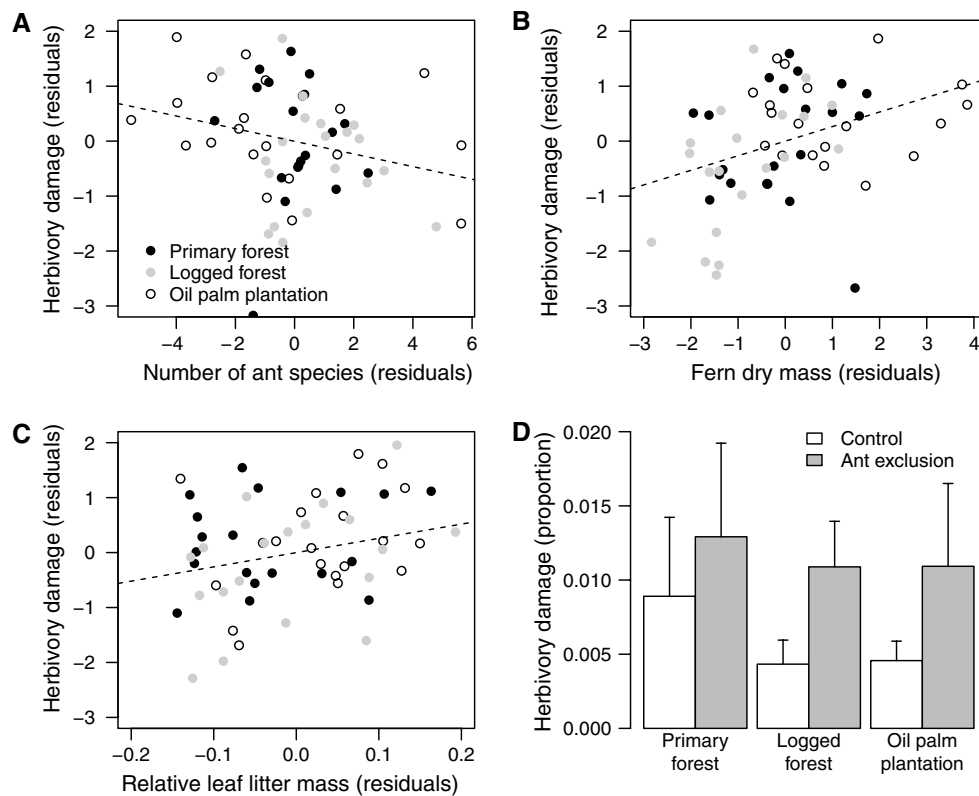 A
Herbivory damage (residuals)
2
1
0
−1
−2
−3
Primary forest
Logged forest
Oil palm plantation
−4
−2
0
2
4
6
Number of ant species (residuals)
B
Herbivory damage (residuals)
2
1
0
−1
−2
−3
−3
−2
−1
0
1
2
3
4
Fern dry mass (residuals)
C
Herbivory damage (residuals)
2
1
0
−1
−2
−3
−0.2
−0.1
0.0
0.1
0.2
Relative leaf litter mass (residuals)
D
Herbivory damage (proportion)
0.020
0.015
0.010
0.005
0.000
Control
Ant exclusion
Primary
forest
Logged
forest
Oil palm
plantation